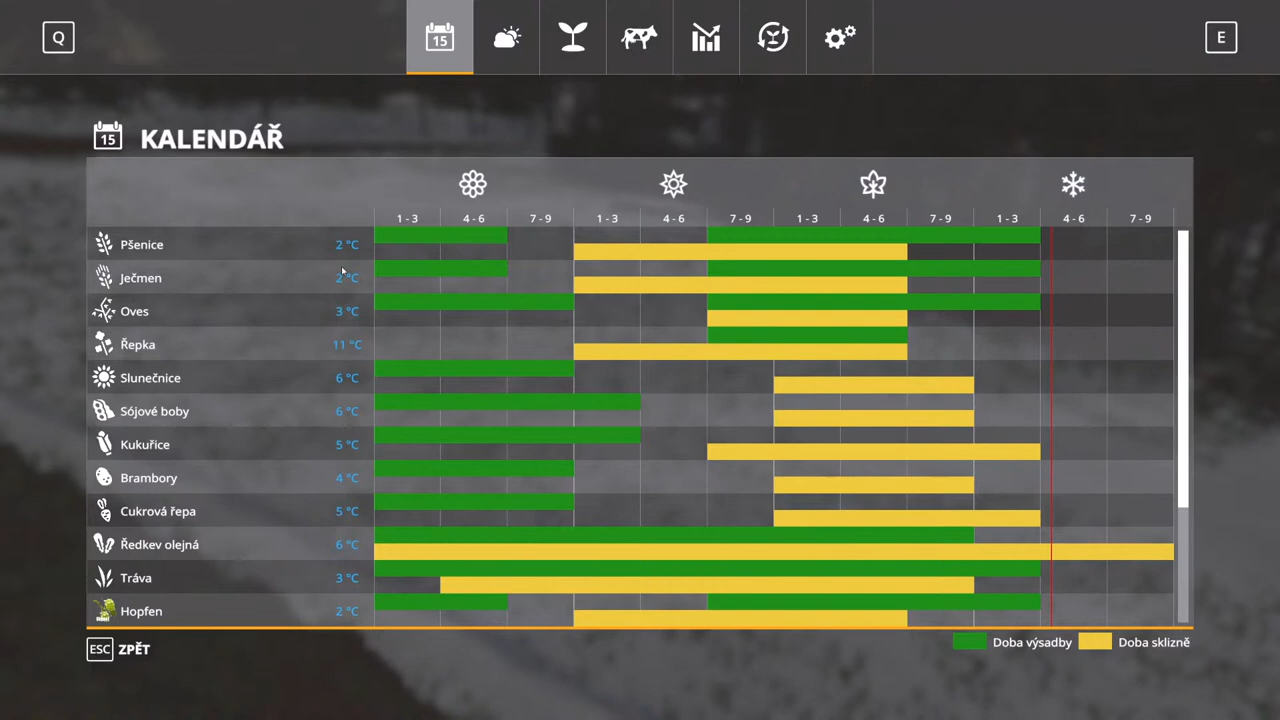 Q
15
E
15 KALENDÁŘ
1 - 3 4 - 6 7 - 9 1 - 3 4 - 6 7 - 9 1 - 3 4 - 6 7 - 9 1 - 3 4 - 6 7 - 9
Pšenice 2 °C
Ječmen 2 °C
Oves 3 °C
Řepka 11 °C
Slunečnice 6 °C
Sójové boby 6 °C
Kukuřice 5 °C
Brambory 4 °C
Cukrová řepa 5 °C
Ředkev olejná 6 °C
Tráva 3 °C
Hopfen 2 °C
ESC ZPĚT
Doba výsadby Doba sklizně